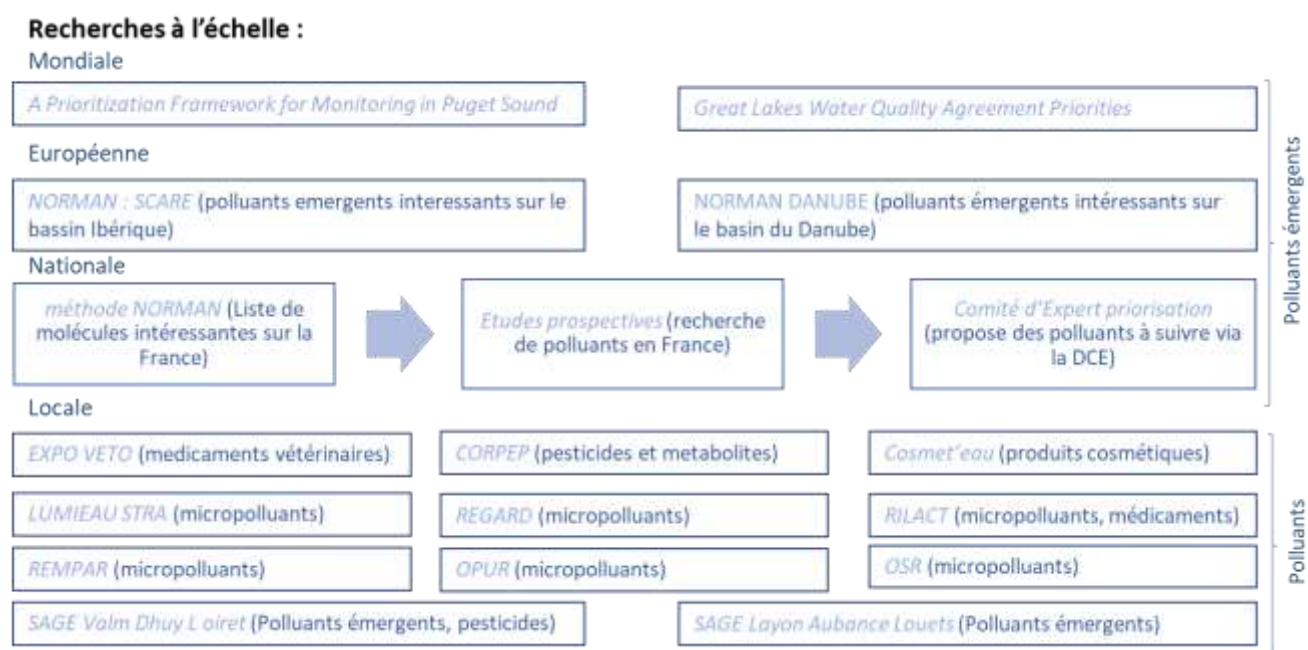 Recherches à l'échelle :
Mondiale
A Prioritization Framework for Monitoring in Puget Sound
Great Lakes Water Quality Agreement Priorities
Européenne
NORMAN : SCARE (polluants emergents interessants sur le
bassin Ibérique)
NORMAN DANUBE (polluants émergents intéressants sur
le basin du Danube)
Nationale
méthode NORMAN (Liste de
molécules intéressantes sur la
France)
Etudes prospectives (recherche
de polluants en France)
Comité d'Expert priorisation
(propose des polluants à suivre via
la DCE)
Polluants émergents
Locale
EXPO VETO (medicaments vétérinaires)
CORPEP (pesticides et metabolites)
Cosmet'eau (produits cosmétiques)
LUMIEAU STRA (micropolluants)
REGARD (micropolluants)
RILACT (micropolluants, médicaments)
REMPAR (micropolluants)
OPUR (micropolluants)
OSR (micropolluants)
SAGE Valm Dhuy L oiret (Polluants émergents, pesticides)
SAGE Layon Aubance Louets (Polluants émergents)
Polluants